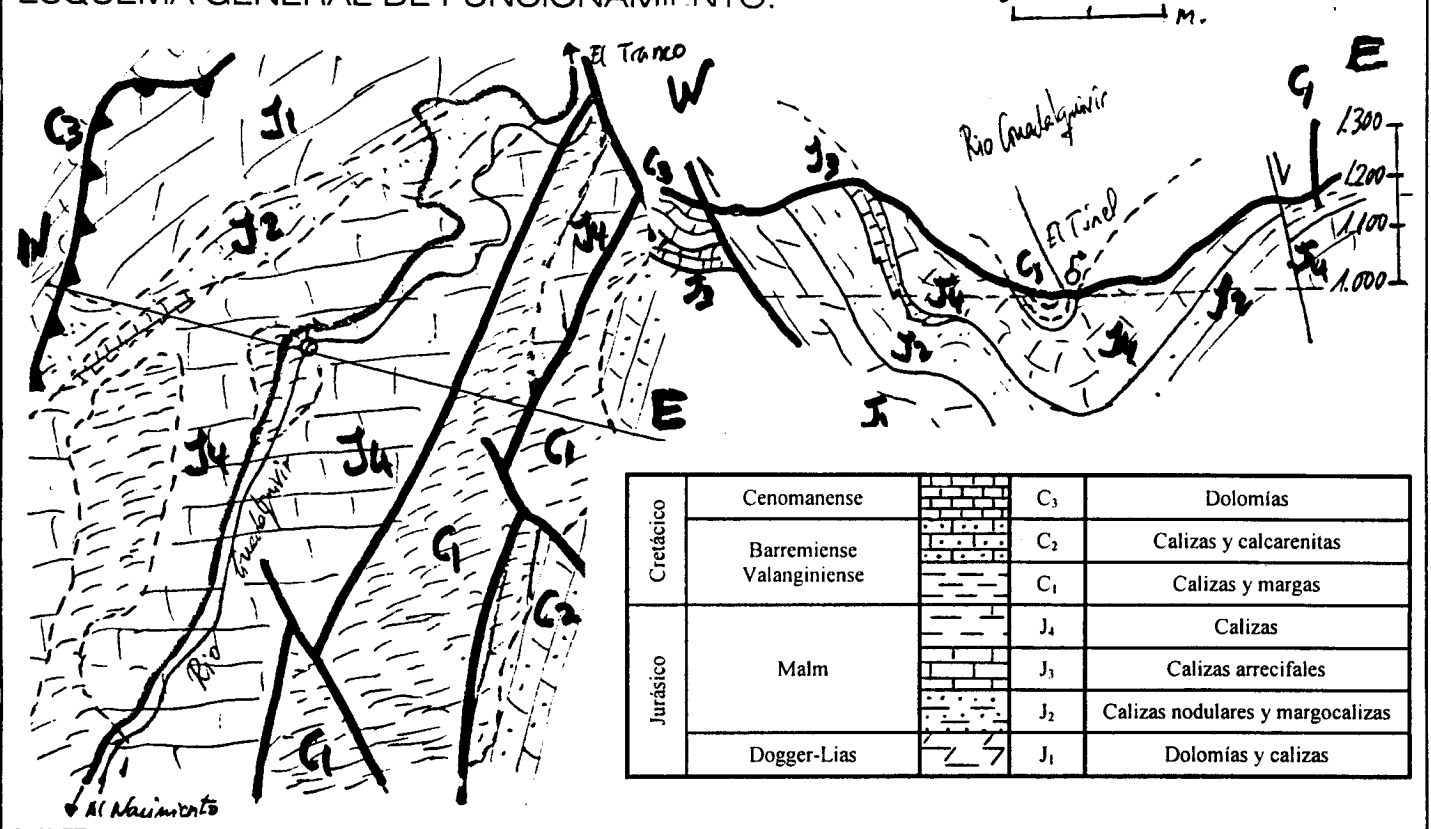 ESQUEMA GENERAL DE FUNCIONAMIENTO.
M.
El Tranco
C3
J1
J2
W
J4
J4
J4
E
C1
C1
C2
C1
Rio Guadalquivir
Al Nacimiento
W
E
Rio Guadalquivir
C1
C3
J3
El Túnel
C1
J3
J4
J2
J1
J4
J2
J4
1.300
1.200
1.100
1.000
Cretácico
Cenomanense C3 Dolomías
Barremiense C2 Calizas y calcarenitas
Valanginiense C1 Calizas y margas
Jurásico
J4 Calizas
Malm J3 Calizas arrecifales
J2 Calizas nodulares y margocalizas
Dogger-Lias J1 Dolomías y calizas